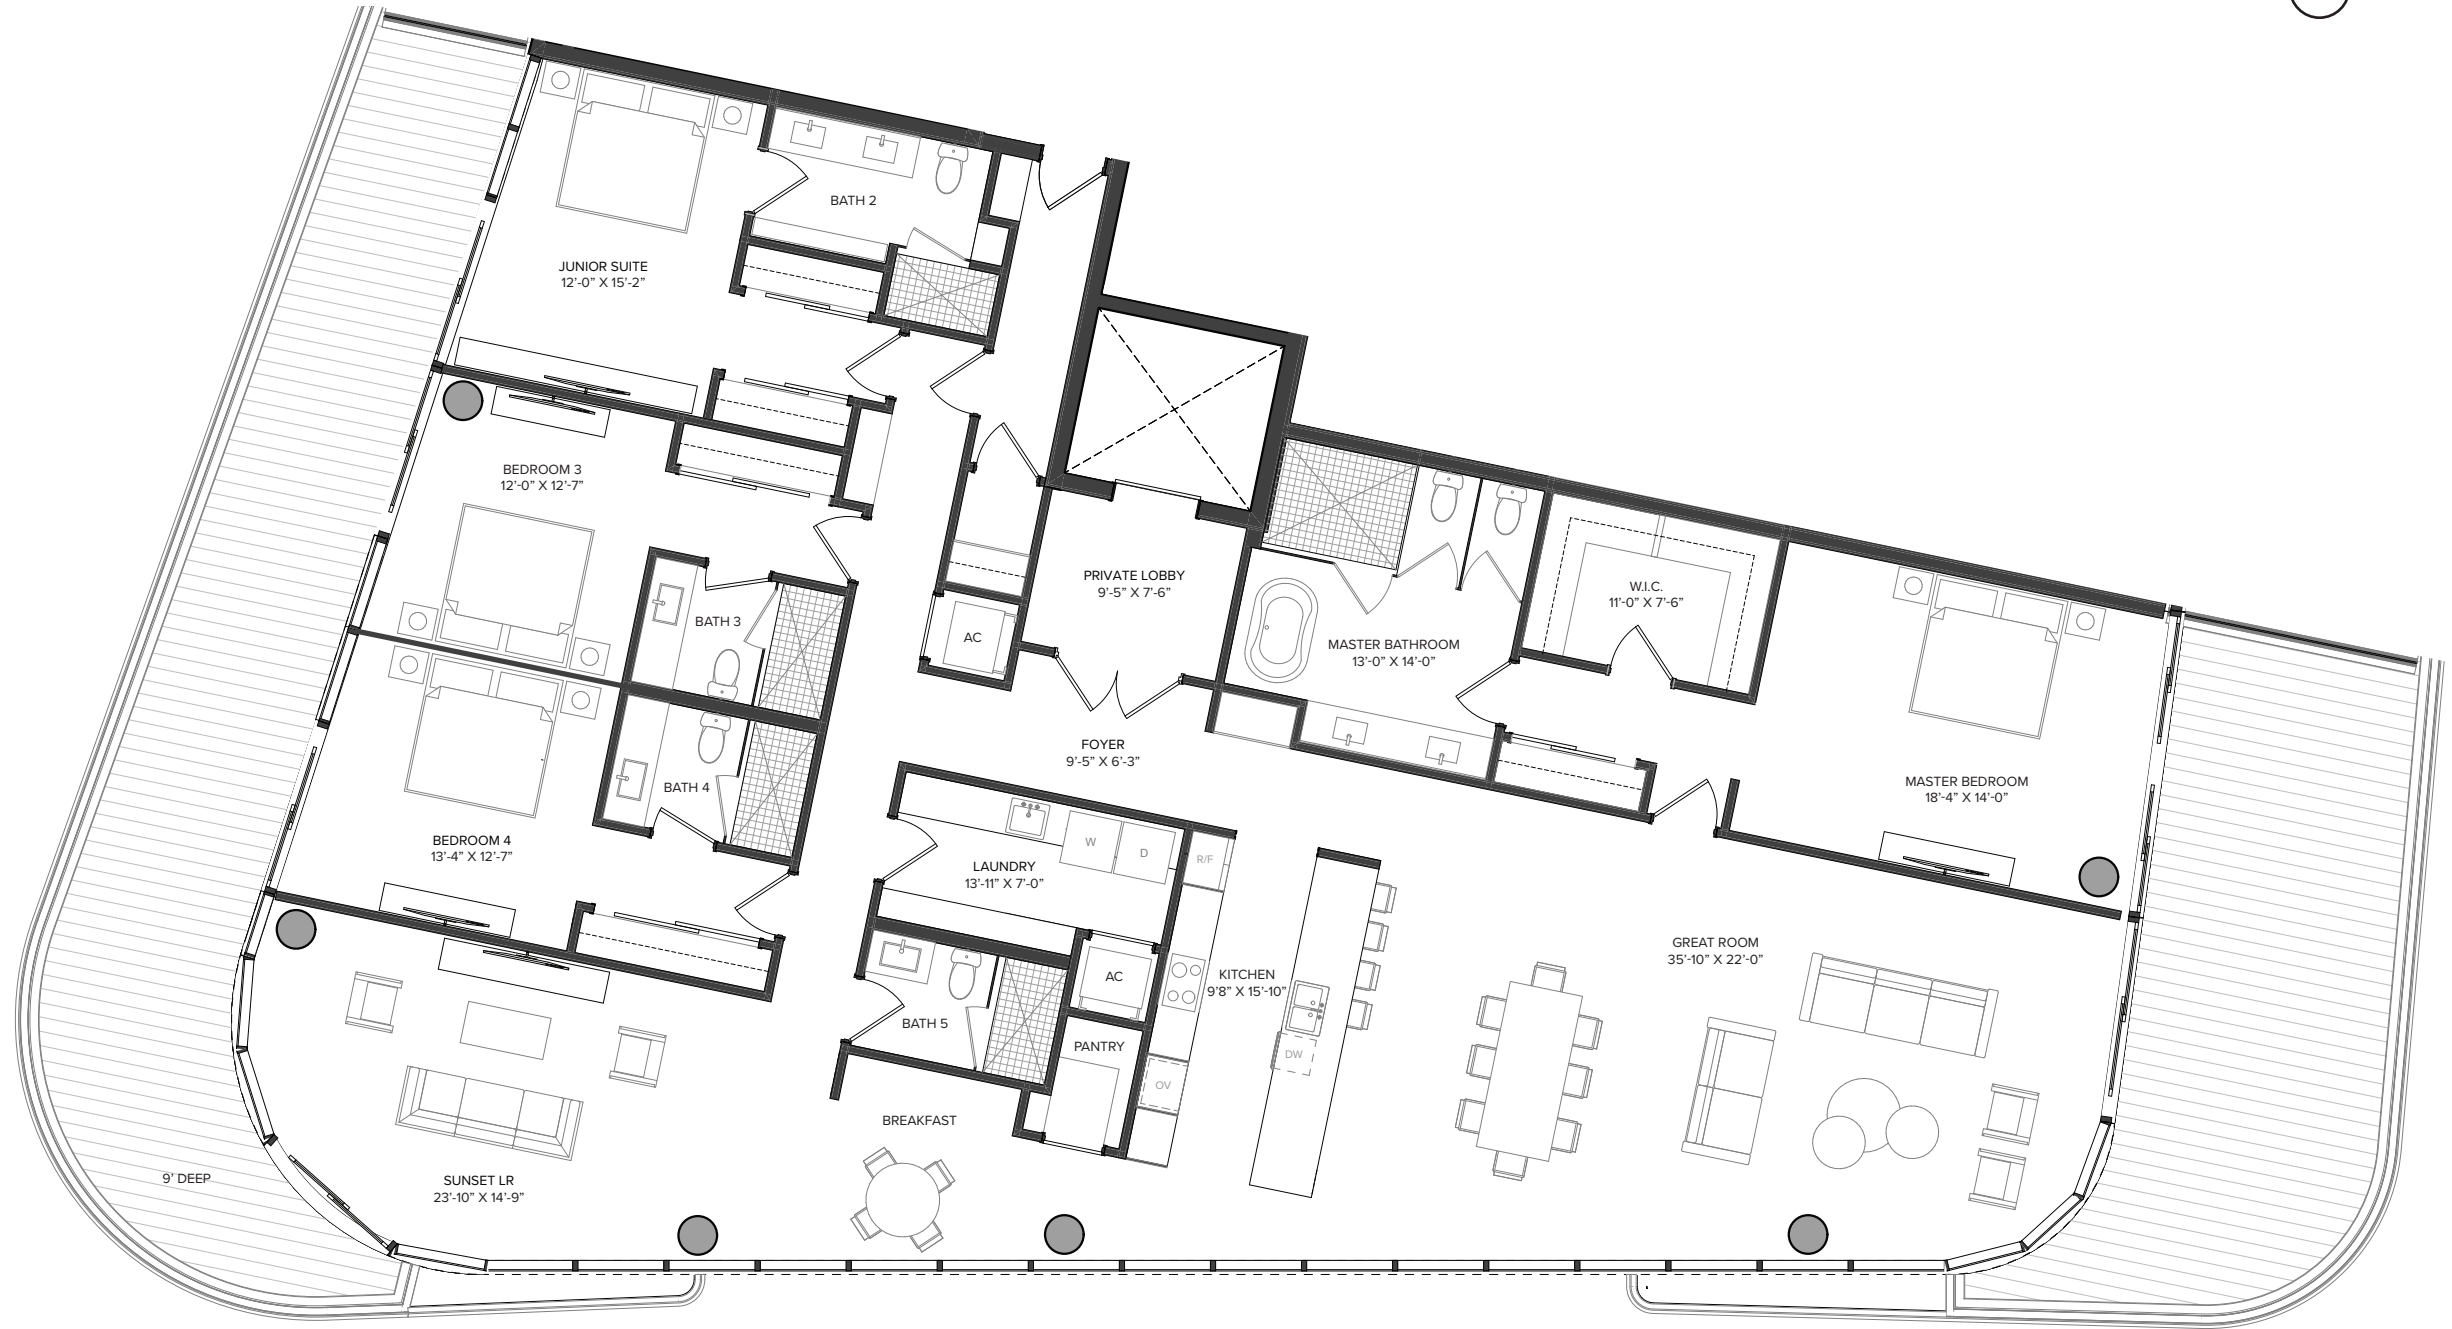 BATH 2
JUNIOR SUITE
12'-0" X 15'-2"
BEDROOM 3
12'-0" X 12'-7"
PRIVATE LOBBY
9'-5" X 7'-6"
W.I.C.
11'-0" X 7'-6"
BATH 3
AC
MASTER BATHROOM
13'-0" X 14'-0"
FOYER
9'-5" X 6'-3"
BATH 4
MASTER BEDROOM
18'-4" X 14'-0"
BEDROOM 4
13'-4" X 12'-7"
W
D
R/F
LAUNDRY
13'-11" X 7'-0"
GREAT ROOM
35'-10" X 22'-0"
AC
KITCHEN
9'8" X 15'-10"
BATH 5
PANTRY
DW
OV
BREAKFAST
9' DEEP
SUNSET LR
23'-10" X 14'-9"